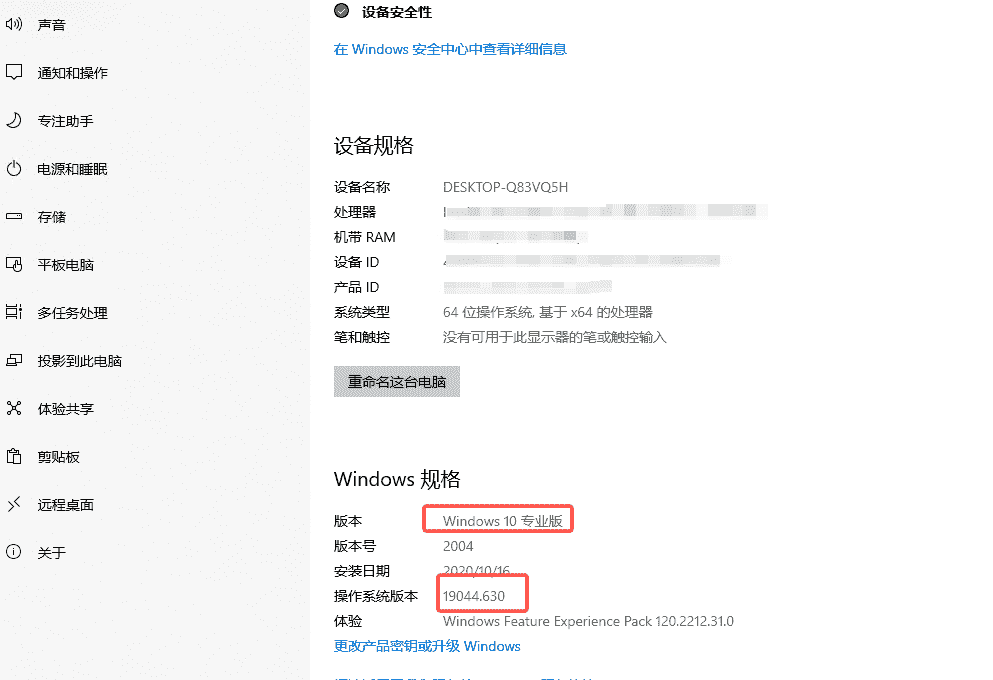 声音
通知和操作
专注助手
电源和睡眠
存储
平板电脑
多任务处理
投影到此电脑
体验共享
剪贴板
远程桌面
关于
设备安全性
在 Windows 安全中心中查看详细信息
设备规格
设备名称 DESKTOP-Q83VQ5H
处理器
机带 RAM
设备 ID
产品 ID
系统类型 64 位操作系统, 基于 x64 的处理器
笔和触控 没有可用于此显示器的笔或触控输入
重命名这台电脑
Windows 规格
版本 Windows 10 专业版
版本号 2004
安装日期 2020/10/16
操作系统版本 19044.630
体验 Windows Feature Experience Pack 120.2212.31.0
更改产品密钥或升级 Windows